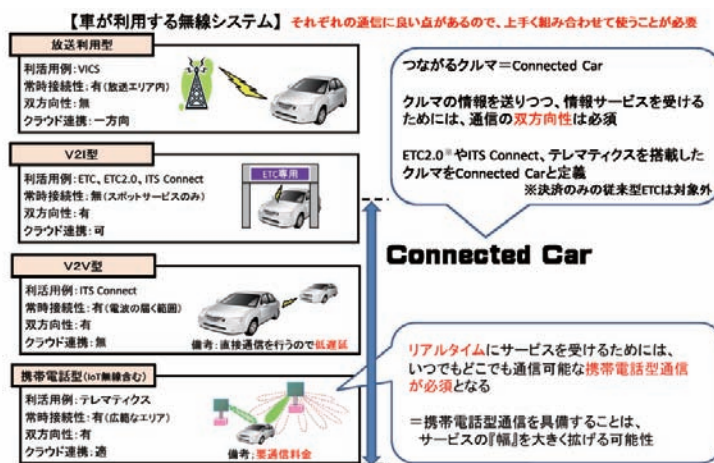 【車が利用する無線システム】 それぞれの通信に良い点があるので、上手く組み合わせて使うことが必要
放送利用型
利活用例：VICS
常時接続性：有（放送エリア内）
双方向性：無
クラウド連携：一方向
V2I型
利活用例：ETC、ETC2.0、ITS Connect
常時接続性：無（スポットサービスのみ）
双方向性：有
クラウド連携：可
ETC専用
V2V型
利活用例：ITS Connect
常時接続性：有（電波の届く範囲）
双方向性：有
クラウド連携：無
備考：直接通信を行うので低遅延
携帯電話型（IoT無線含む）
利活用例：テレマティクス
常時接続性：有（広範なエリア）
双方向性：有
クラウド連携：適
備考；要通信料金
つながるクルマ＝Connected Car
クルマの情報を送りつつ、情報サービスを受ける
ためには、通信の双方向性は必須
ETC2.0※やITS Connect、テレマティクスを搭載した
クルマをConnected Carと定義
※決済のみの従来型ETCは対象外
Connected Car
リアルタイムにサービスを受けるためには、
いつでもどこでも通信可能な携帯電話型通信
が必須となる
＝携帯電話型通信を具備することは、
サービスの『幅』を大きく拡げる可能性